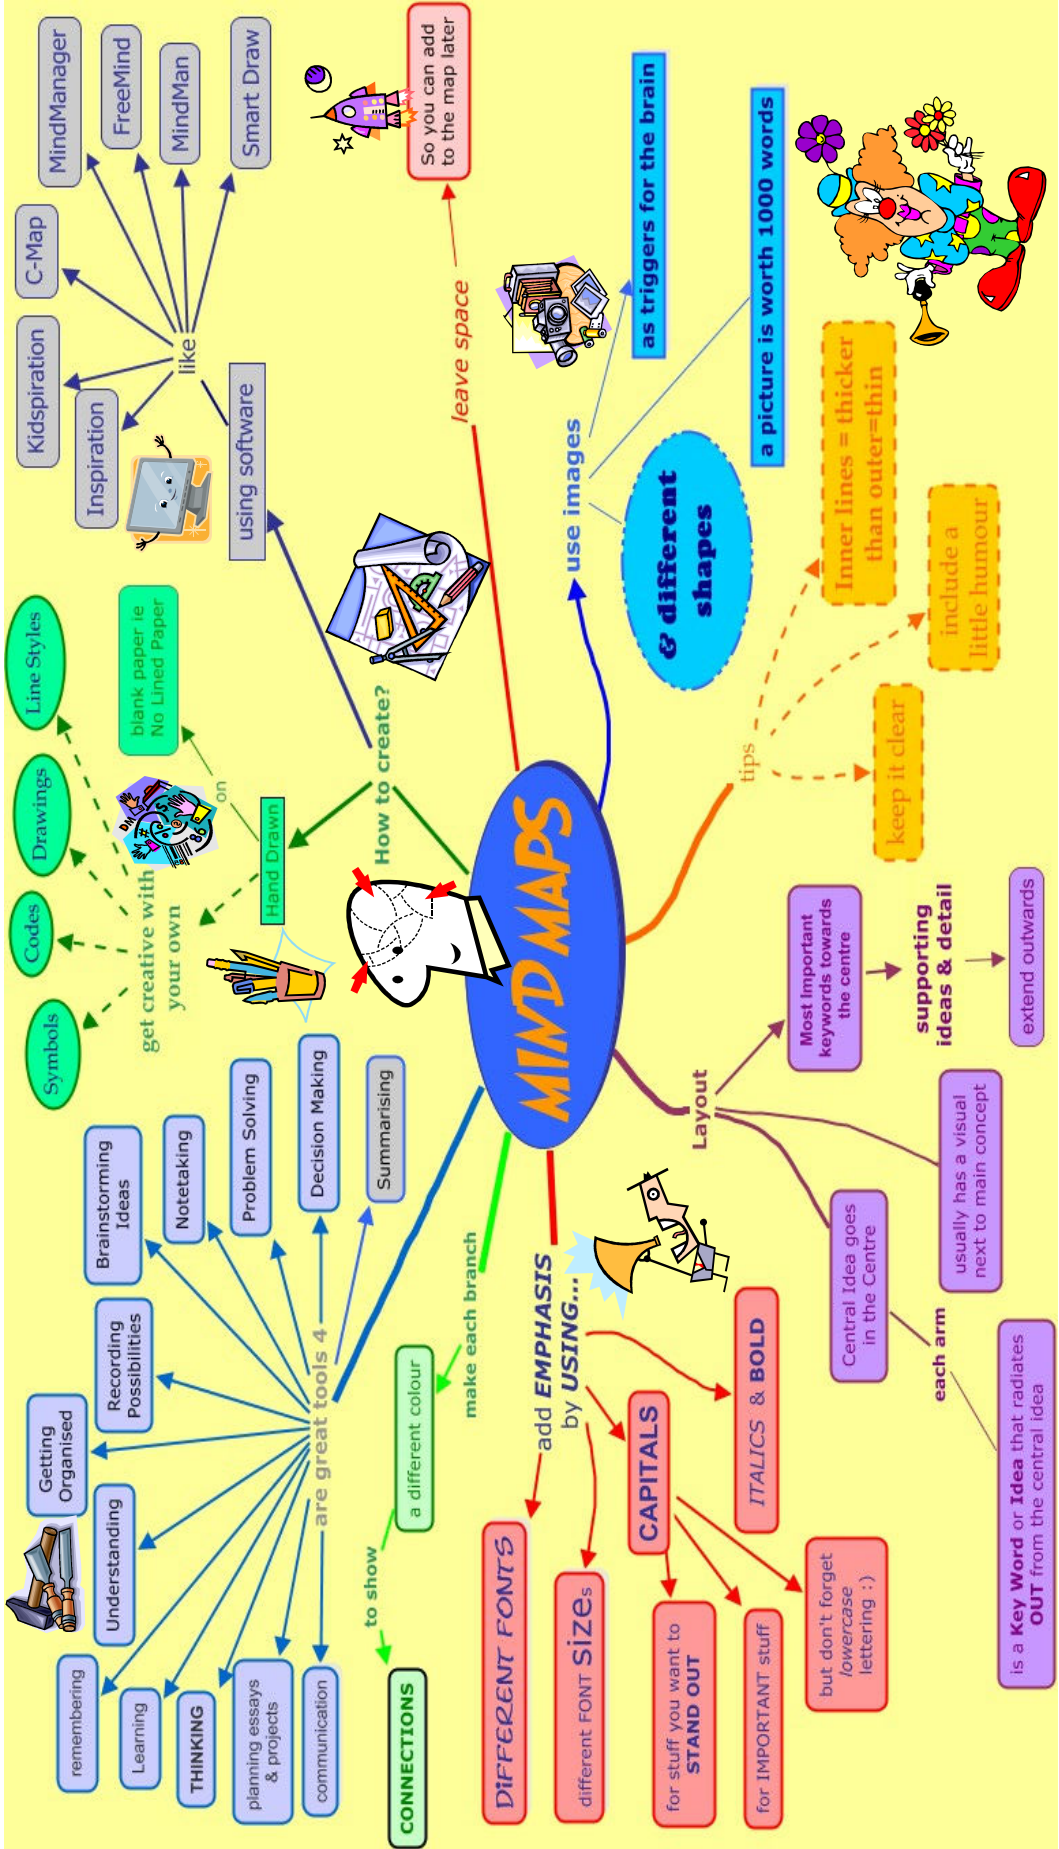 MIND MAPS
are great tools 4
communication
planning essays
& projects
THINKING
Learning
remembering
Understanding
Getting
Organised
Recording
Possibilities
Brainstorming
Ideas
Notetaking
Problem Solving
Decision Making
Summarising
How to create?
Hand Drawn
on
blank paper ie
No Lined Paper
get creative with
your own
Symbols
Codes
Drawings
Line Styles
using software
like
Inspiration
Kidspiration
C-Map
MindManager
FreeMind
MindMan
Smart Draw
leave space
So you can add
to the map later
use images
as triggers for the brain
a picture is worth 1000 words
& different
shapes
tips
Inner lines = thicker
than outer=thin
include a
little humour
keep it clear
Layout
Most Important
keywords towards
the centre
supporting
ideas & detail
extend outwards
usually has a visual
next to main concept
Central Idea goes
in the Centre
each arm
is a Key Word or Idea that radiates
OUT from the central idea
add EMPHASIS
by USING...
DiFFERENT FONTS
different FONT sizes
CAPITALS
for stuff you want to
STAND OUT
for IMPORTANT stuff
but don't forget
lowercase
lettering :)
ITALICS & BOLD
make each branch
a different colour
to show
CONNECTIONS